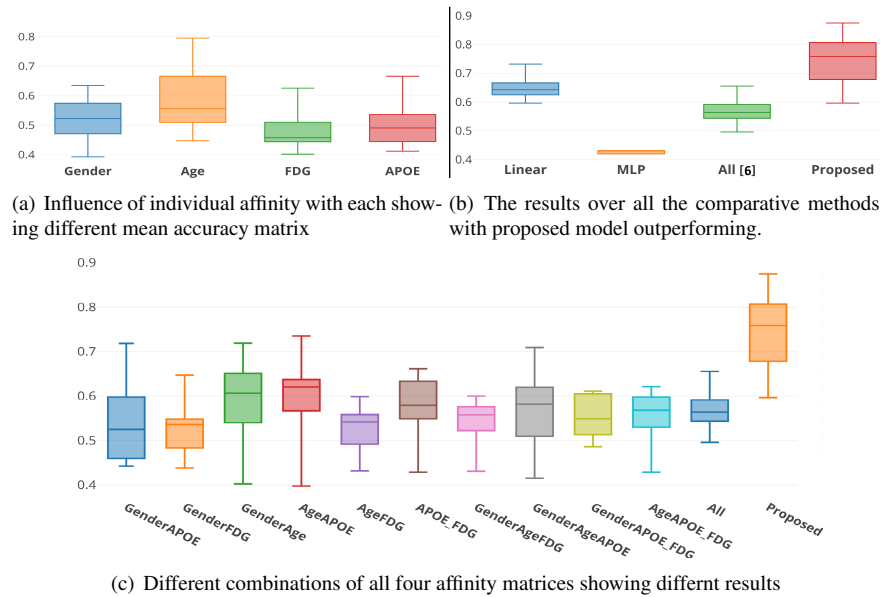 0.8
0.7
0.6
0.5
0.4
Gender Age FDG APOE
0.9
0.8
0.7
0.6
0.5
0.4
Linear MLP All [6] Proposed
(a) Influence of individual affinity with each show-
ing different mean accuracy matrix
(b) The results over all the comparative methods
with proposed model outperforming.
0.9
0.8
0.7
0.6
0.5
0.4
GenderAPOE
GenderFDG
GenderAge
AgeAPOE
AgeFDG
APOE_FDG
GenderAgeFDG
GenderAgeAPOE
GenderAPOE_FDG
AgeAPOE_FDG
All
Proposed
(c) Different combinations of all four affinity matrices showing differnt results